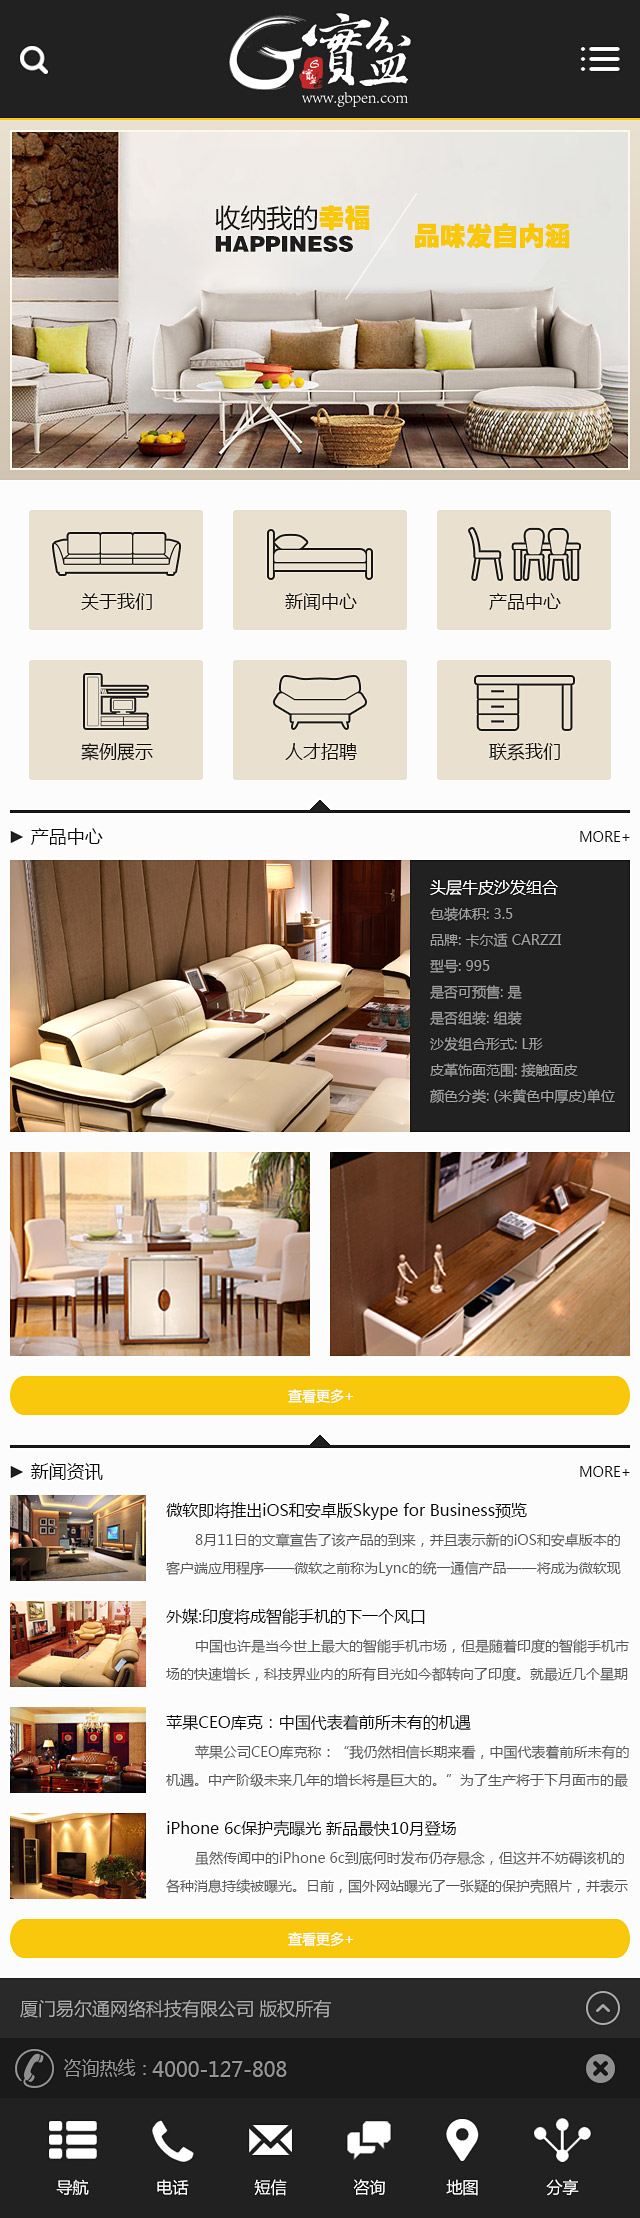 實盆
www.gbpen.com
收纳我的幸福
HAPPINESS
品味发自内涵
关于我们
新闻中心
产品中心
案例展示
人才招聘
联系我们
产品中心
MORE+
头层牛皮沙发组合
包装体积: 3.5
品牌: 卡尔适 CARZZI
型号: 995
是否可预售: 是
是否组装: 组装
沙发组合形式: L形
皮革饰面范围: 接触面皮
颜色分类: (米黄色中厚皮)单位
查看更多+
新闻资讯
MORE+
微软即将推出iOS和安卓版Skype for Business预览
8月11日的文章宣告了该产品的到来，并且表示新的iOS和安卓版本的
客户端应用程序——微软之前称为Lync的统一通信产品——将成为微软现
外媒:印度将成智能手机的下一个风口
中国也许是当今世上最大的智能手机市场，但是随着印度的智能手机市
场的快速增长，科技界业内的所有目光如今都转向了印度。就最近几个星期
苹果CEO库克：中国代表着前所未有的机遇
苹果公司CEO库克称：“我仍然相信长期来看，中国代表着前所未有的
机遇。中产阶级未来几年的增长将是巨大的。”为了生产将于下月面市的最
iPhone 6c保护壳曝光 新品最快10月登场
虽然传闻中的iPhone 6c到底何时发布仍存悬念，但这并不妨碍该机的
各种消息持续被曝光。日前，国外网站曝光了一张疑的保护壳照片，并表示
查看更多+
厦门易尔通网络科技有限公司 版权所有
咨询热线：4000-127-808
导航
电话
短信
咨询
地图
分享